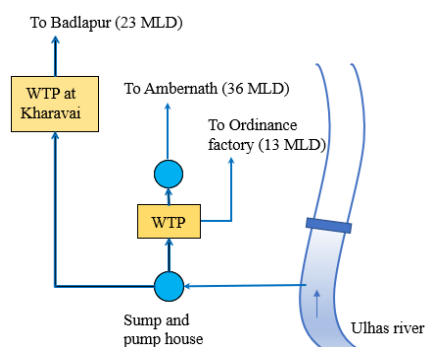 To Badlapur (23 MLD)
WTP at
Kharavai
To Ambernath (36 MLD)
To Ordinance
factory (13 MLD)
WTP
Sump and
pump house
Ulhas river